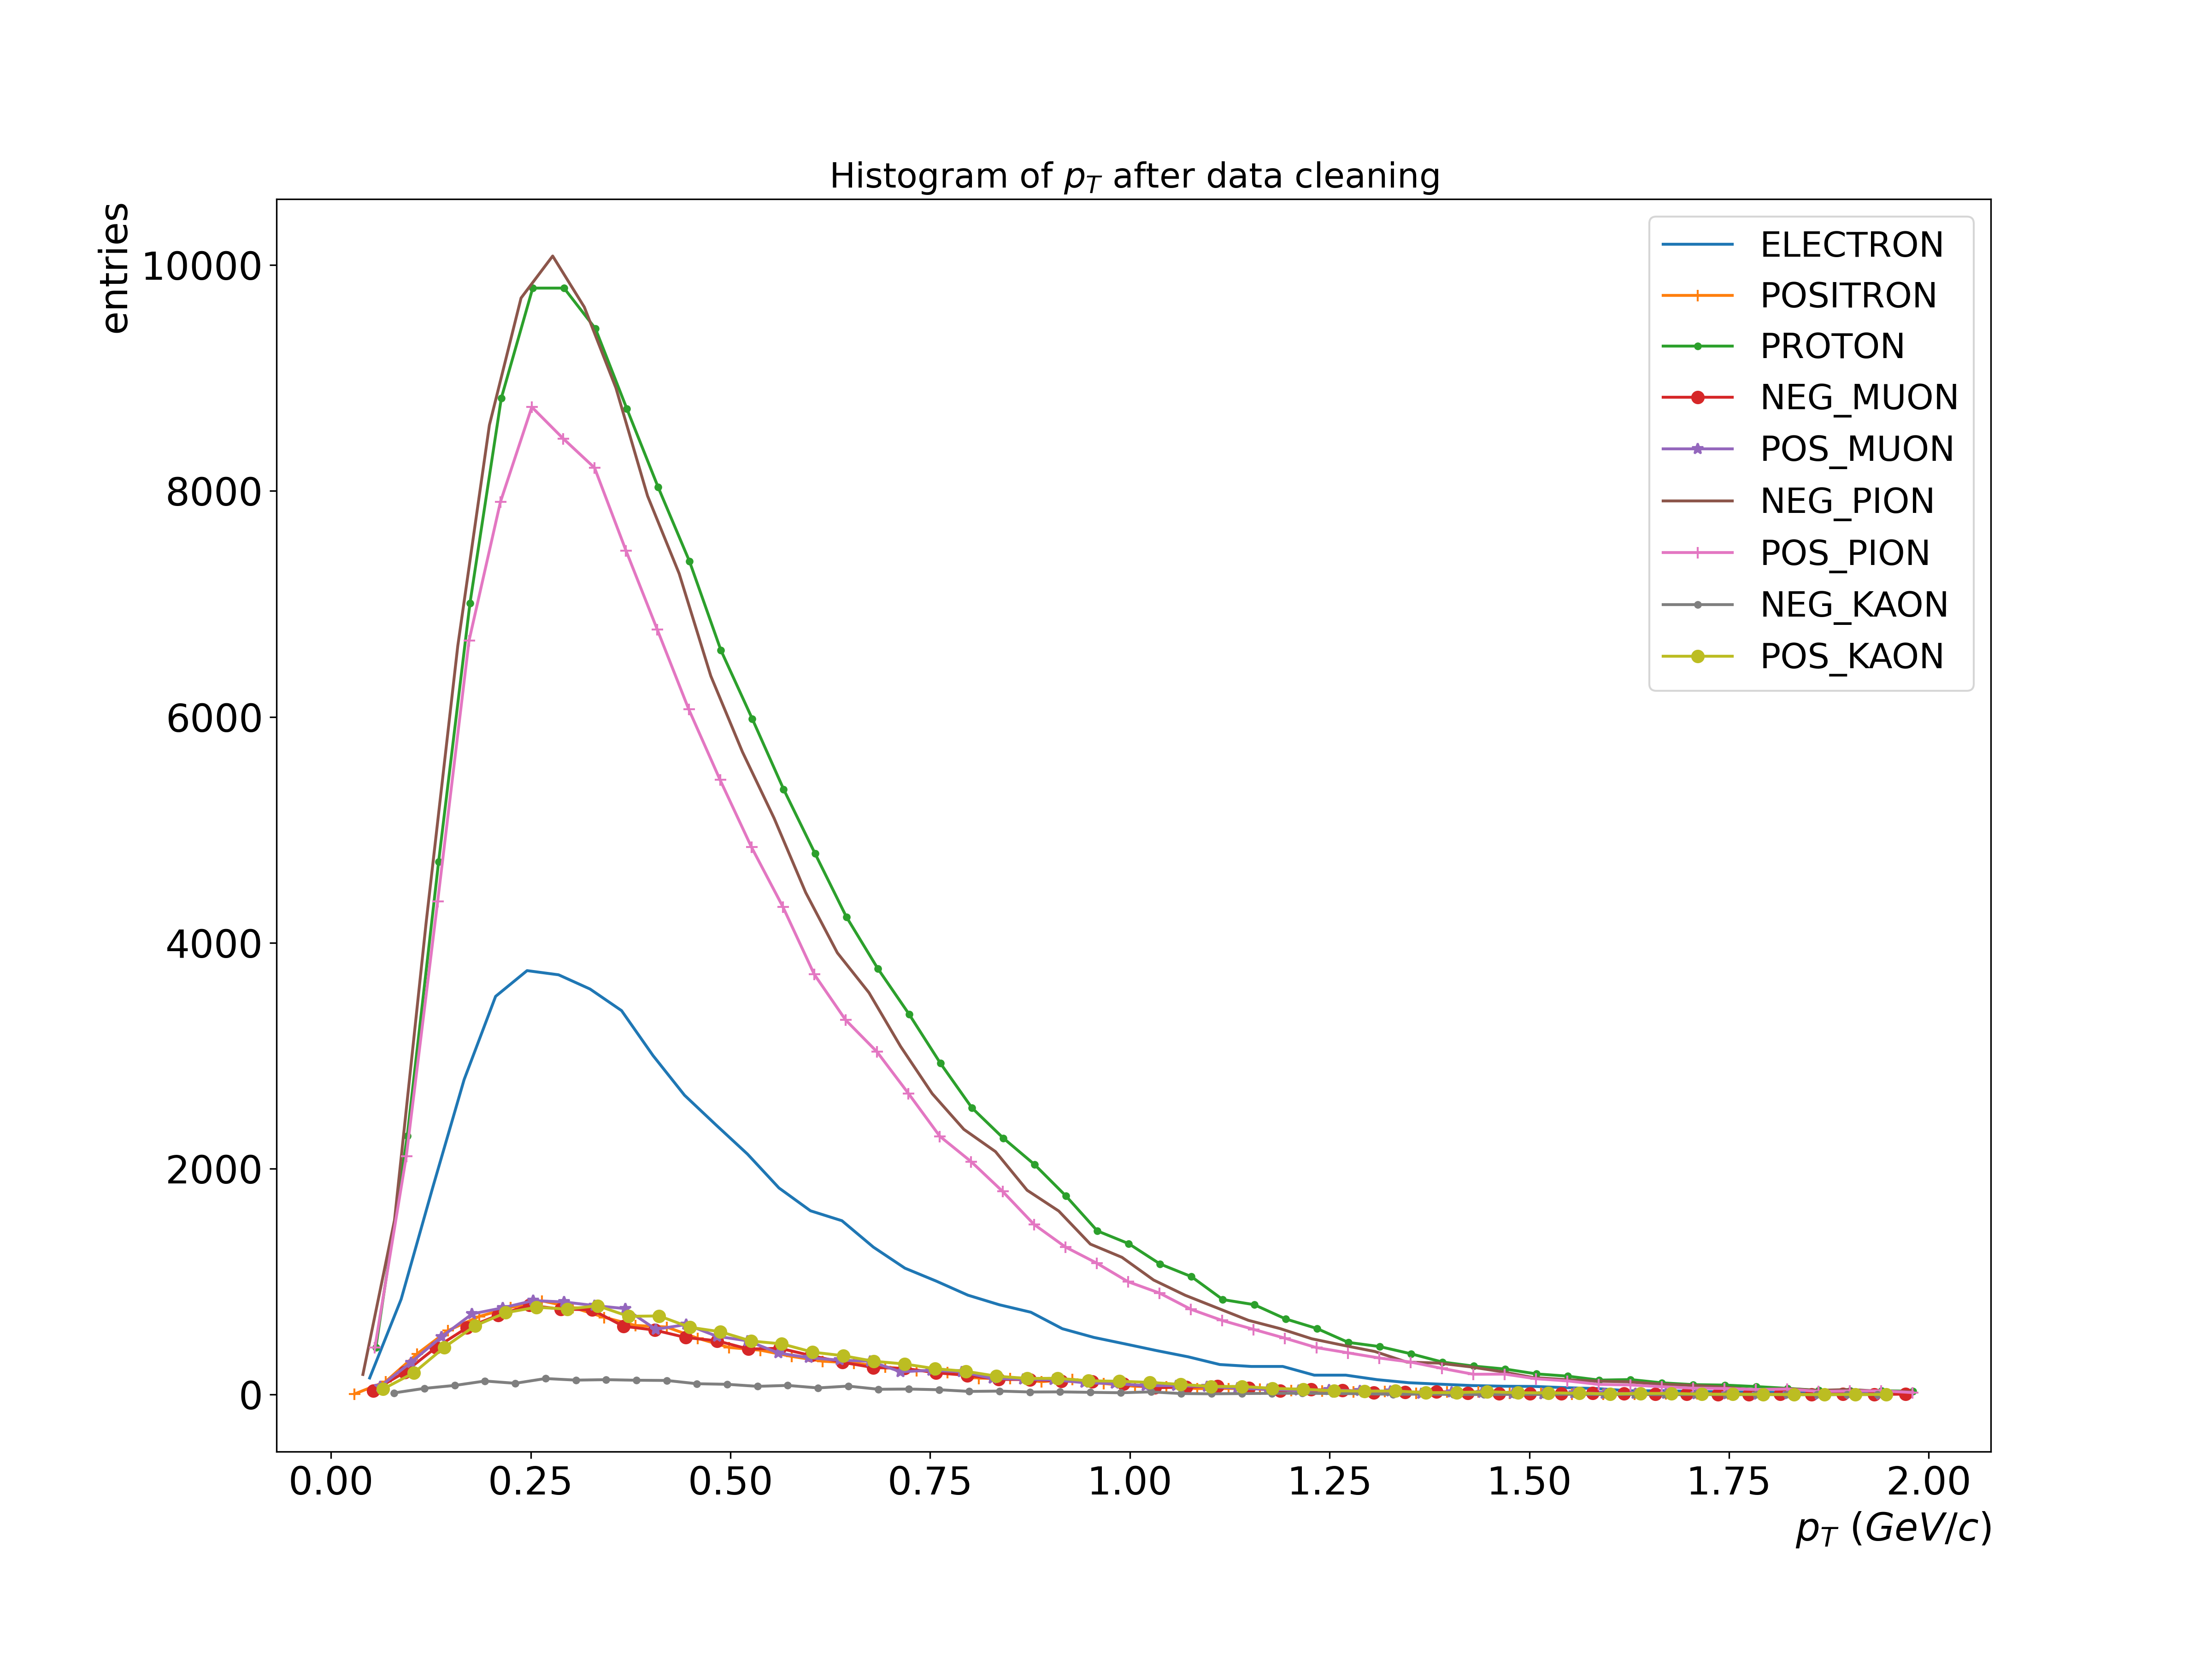 Histogram of p_T after data cleaning
entries
10000
8000
6000
4000
2000
0
0.00 0.25 0.50 0.75 1.00 1.25 1.50 1.75 2.00
p_T (GeV/c)
ELECTRON
POSITRON
PROTON
NEG_MUON
POS_MUON
NEG_PION
POS_PION
NEG_KAON
POS_KAON